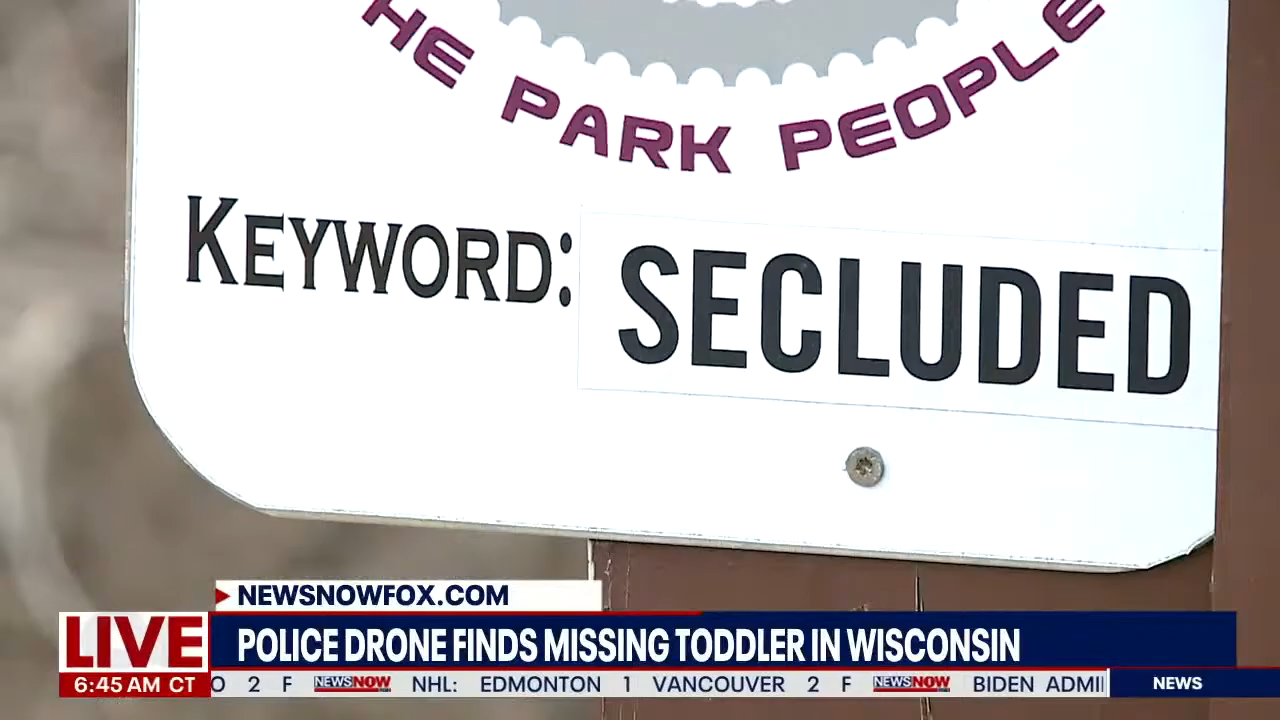 HE PARK PEOPLE
KEYWORD: SECLUDED
NEWSNOWFOX.COM
LIVE
POLICE DRONE FINDS MISSING TODDLER IN WISCONSIN
6:45 AM CT
O 2 F NEWSNOW NHL: EDMONTON 1 VANCOUVER 2 F NEWSNOW BIDEN ADMI
NEWS